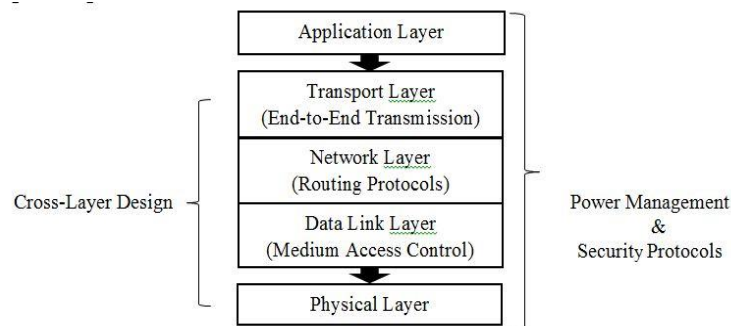 Application Layer
Transport Layer
(End-to-End Transmission)
Network Layer
(Routing Protocols)
Cross-Layer Design
Data Link Layer
(Medium Access Control)
Physical Layer
Power Management
&
Security Protocols